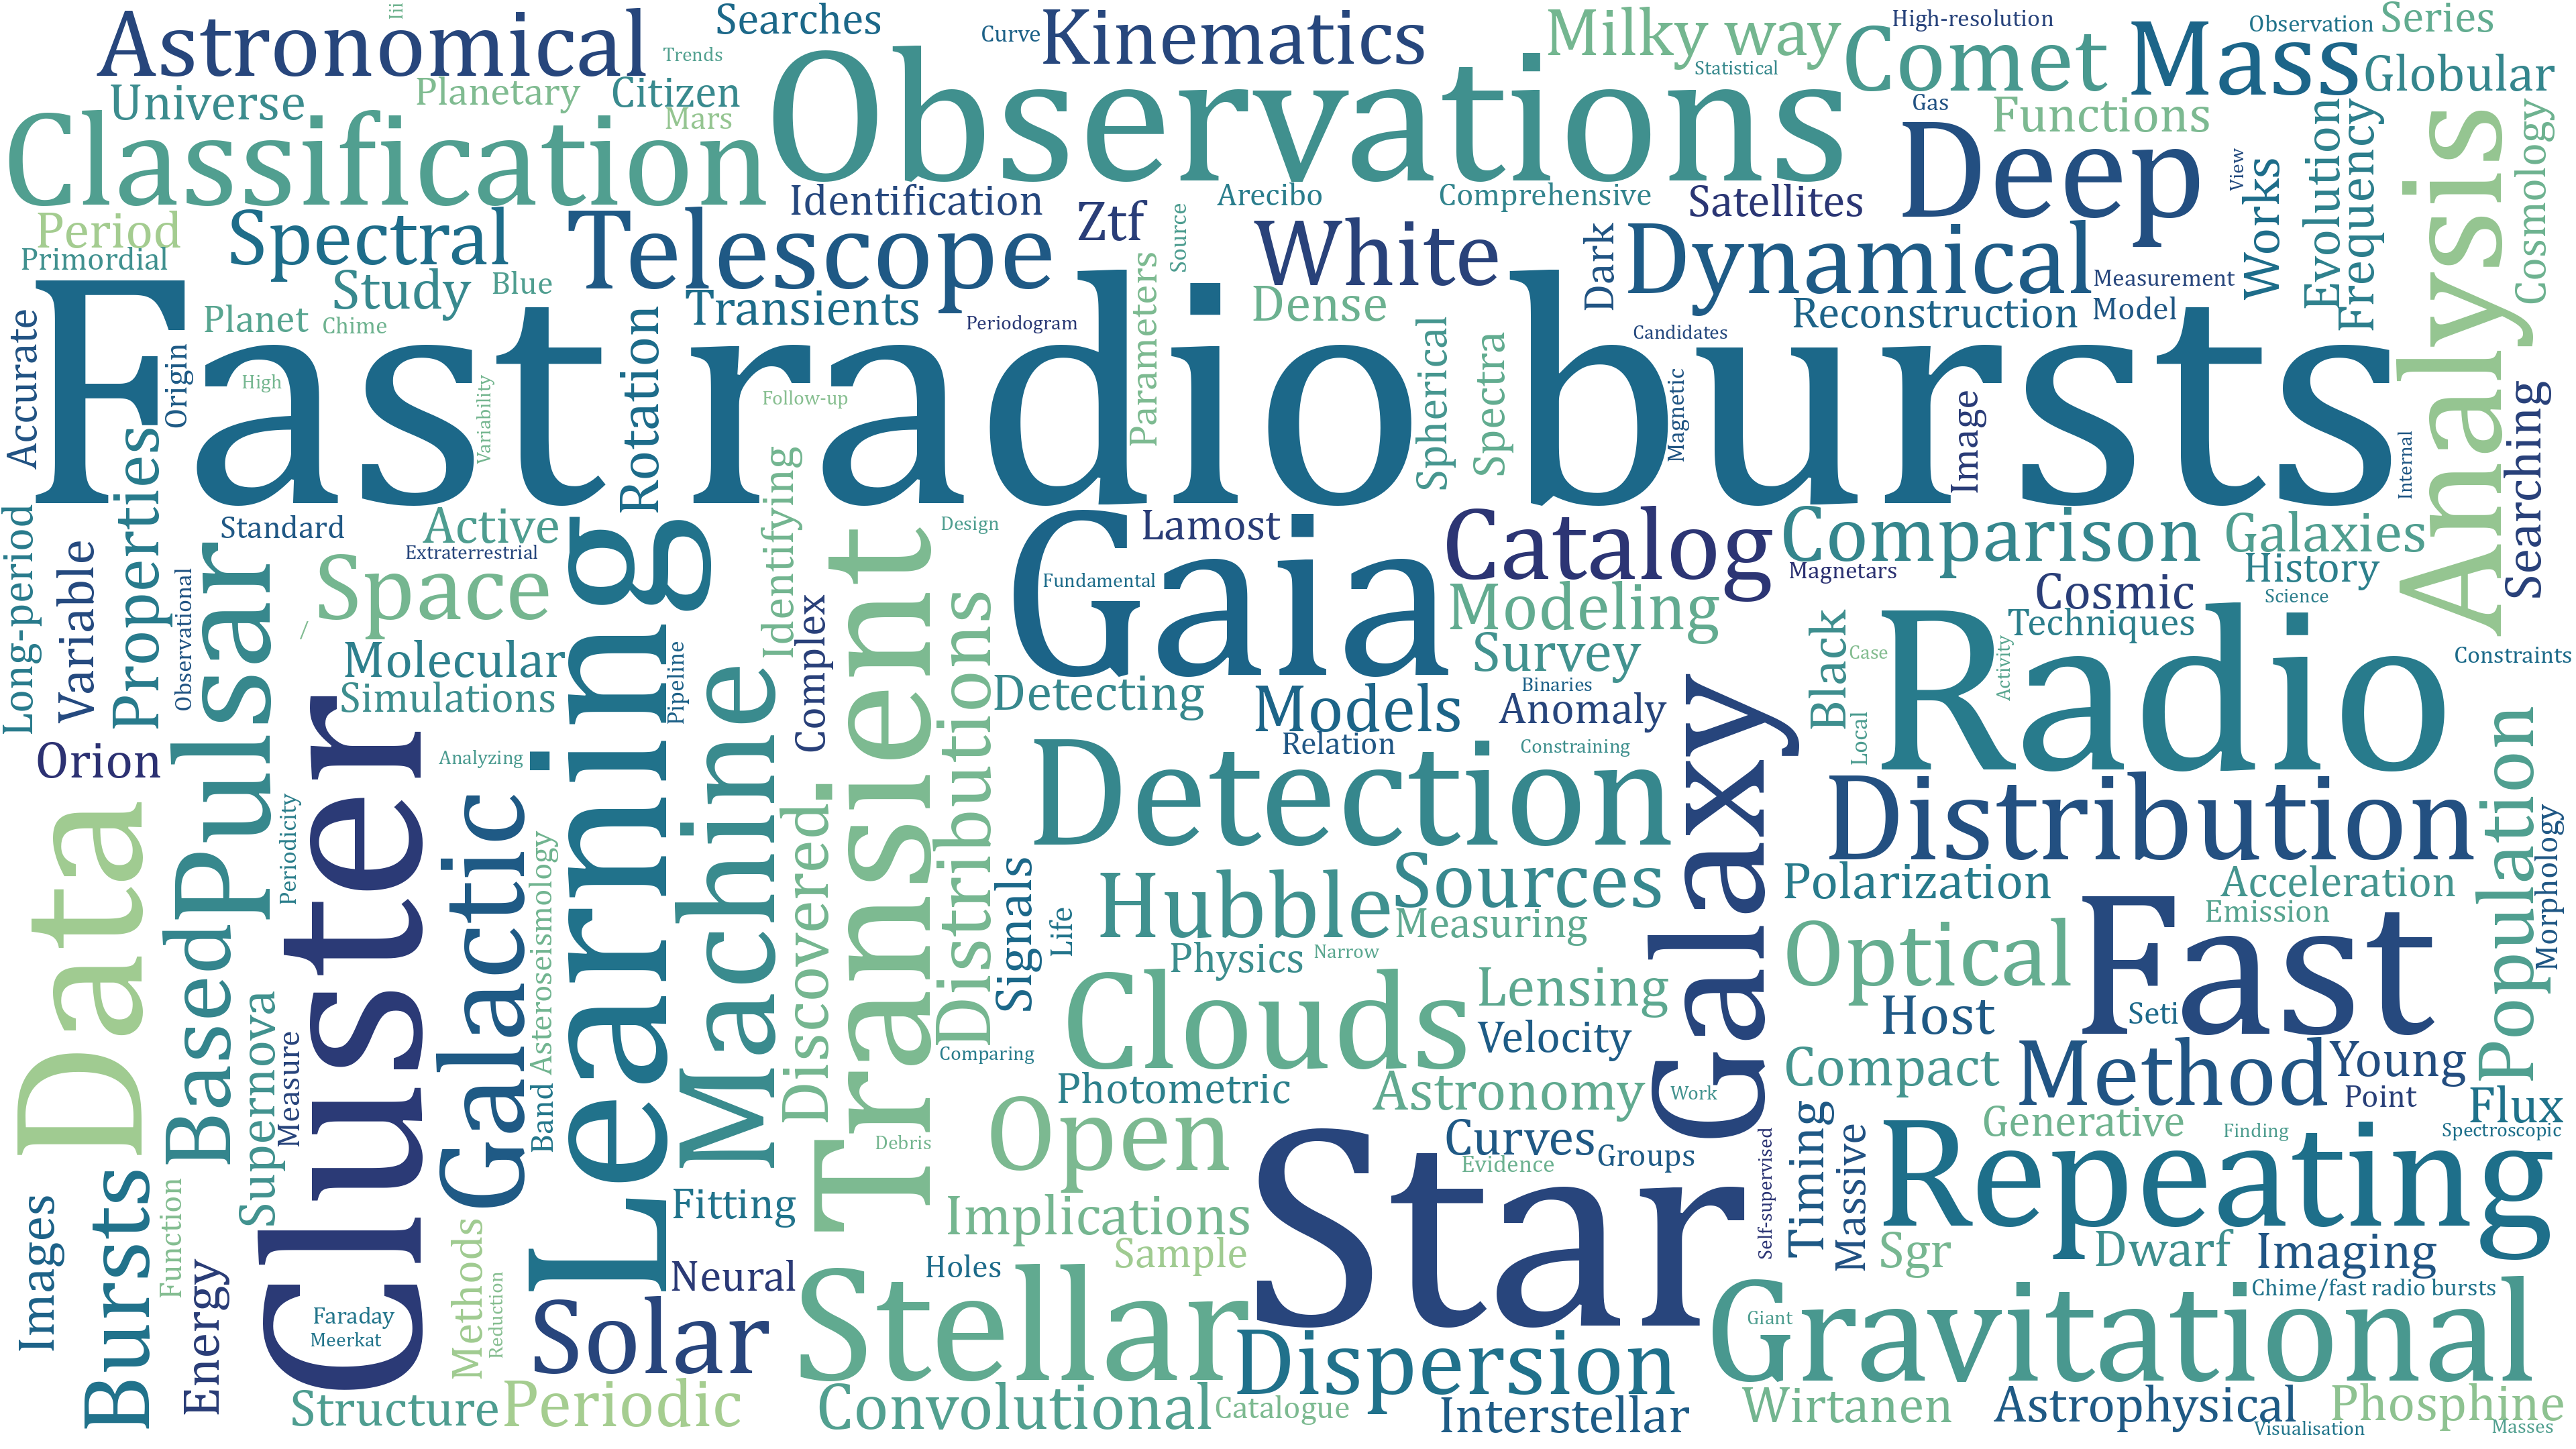 Iii
Astronomical
Searches
Curve
Kinematics
Milky way
High-resolution
Observation
Series
Trends
Statistical
Comet
Mass
Globular
Universe
Planetary
Citizen
Mars
Observations
Gas
Functions
Classification
Deep
Evolution
Frequency
Analysis
Cosmology
Period
Primordial
Spectral
Study
Blue
Telescope
Identification
Ztf
Source
Arecibo
Comprehensive
Satellites
View
Works
White
Dark
Dynamical
Measurement
Model
Planet
Chime
Transients
Periodogram
Parameters
Dense
Reconstruction
Candidates
Accurate
Origin
Fast radio bursts
High
Variability
Rotation
Follow-up
Spherical
Spectra
Magnetic
Image
Internal
Searching
Long-period
Variable
Properties
Observational
Standard
Active
Extraterrestrial
Space
/
Pulsar
Molecular
Simulations
Learning
Pipeline
Identifying
Complex
Machine
Design
Transient
Distributions
Lamost
Gaia
Fundamental
Catalog
Comparison
Magnetars
Galaxies
History
Science
Cosmic
Techniques
Modeling
Survey
Detecting
Models
Binaries
Anomaly
Relation
Constraining
Black
Case
Local
Activity
Radio
Constraints
Orion
Data
Based
Periodicity
Cluster
Analyzing
Galactic
Asteroseismology
Band
Discovered
Detection
Galaxy
Distribution
Population
Morphology
Signals
Life
Hubble
Sources
Measuring
Physics
Narrow
Polarization
Acceleration
Emission
Optical
Fast
Clouds
Lensing
Velocity
Host
Seti
Comparing
Photometric
Astronomy
Work
Compact
Method
Young
Point
Flux
Supernova
Measure
Images
Bursts
Function
Energy
Debris
Open
Curves
Groups
Evidence
Self-supervised
Timing
Massive
Generative
Finding
Spectroscopic
Repeating
Fitting
Implications
Sample
Star
Sgr
Dwarf
Imaging
Methods
Reduction
Neural
Holes
Faraday
Meerkat
Solar
Stellar
Giant
Chime/fast radio bursts
Gravitational
Dispersion
Structure
Periodic
Convolutional
Catalogue
Interstellar
Wirtanen
Astrophysical
Phosphine
Visualisation
Masses